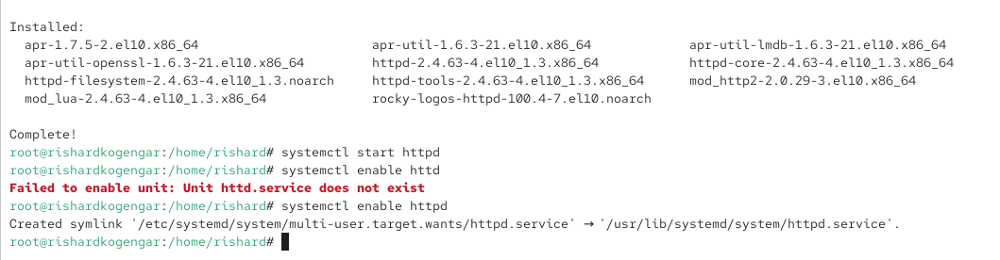 Installed:
apr-1.7.5-2.el10.x86_64 apr-util-1.6.3-21.el10.x86_64 apr-util-lmdb-1.6.3-21.el10.x86_64
apr-util-openssl-1.6.3-21.el10.x86_64 httpd-2.4.63-4.el10_1.3.x86_64 httpd-core-2.4.63-4.el10_1.3.x86_64
httpd-filesystem-2.4.63-4.el10_1.3.noarch httpd-tools-2.4.63-4.el10_1.3.x86_64 mod_http2-2.0.29-3.el10.x86_64
mod_lua-2.4.63-4.el10_1.3.x86_64 rocky-logos-httpd-100.4-7.el10.noarch
Complete!
root@rishardkogengar:/home/rishard# systemctl start httpd
root@rishardkogengar:/home/rishard# systemctl enable httd
Failed to enable unit: Unit httd.service does not exist
root@rishardkogengar:/home/rishard# systemctl enable httpd
Created symlink '/etc/systemd/system/multi-user.target.wants/httpd.service' → '/usr/lib/systemd/system/httpd.service'.
root@rishardkogengar:/home/rishard#